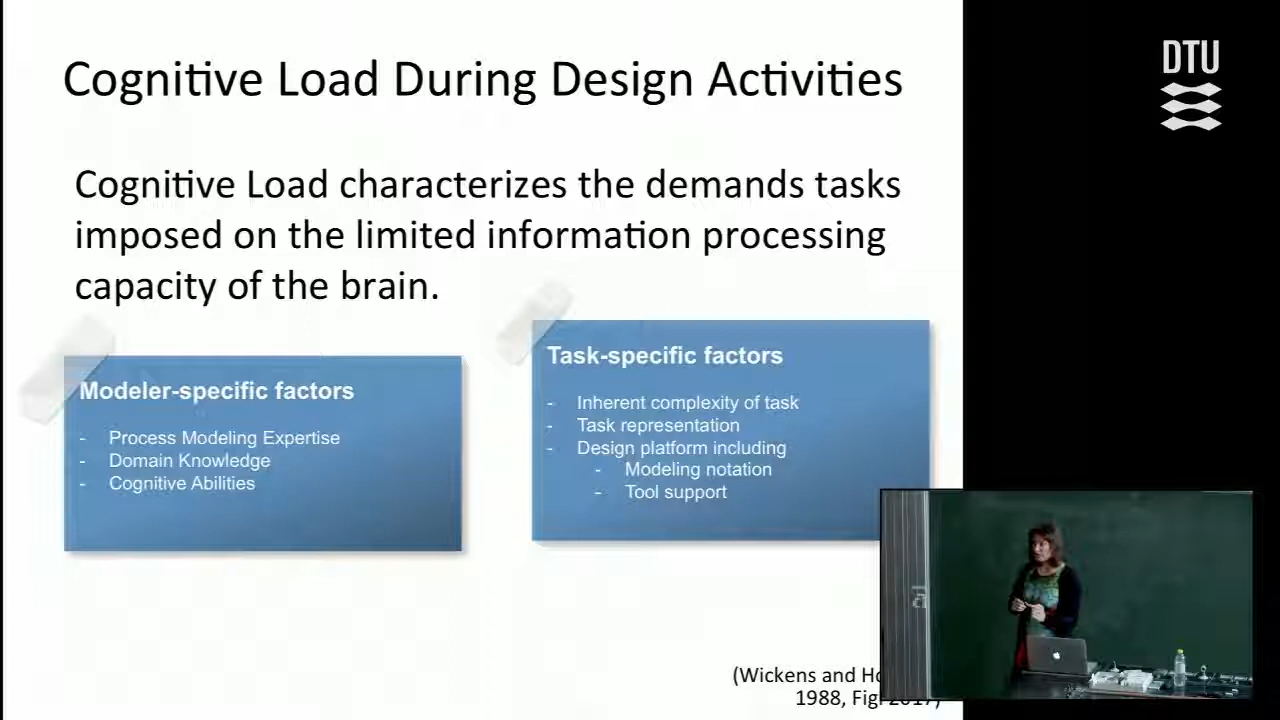 Cognitive Load During Design Activities
DTU
Cognitive Load characterizes the demands tasks
imposed on the limited information processing
capacity of the brain.
Modeler-specific factors
- Process Modeling Expertise
- Domain Knowledge
- Cognitive Abilities
Task-specific factors
- Inherent complexity of task
- Task representation
- Design platform including
- Modeling notation
- Tool support
(Wickens and
1988, Figl 2017)